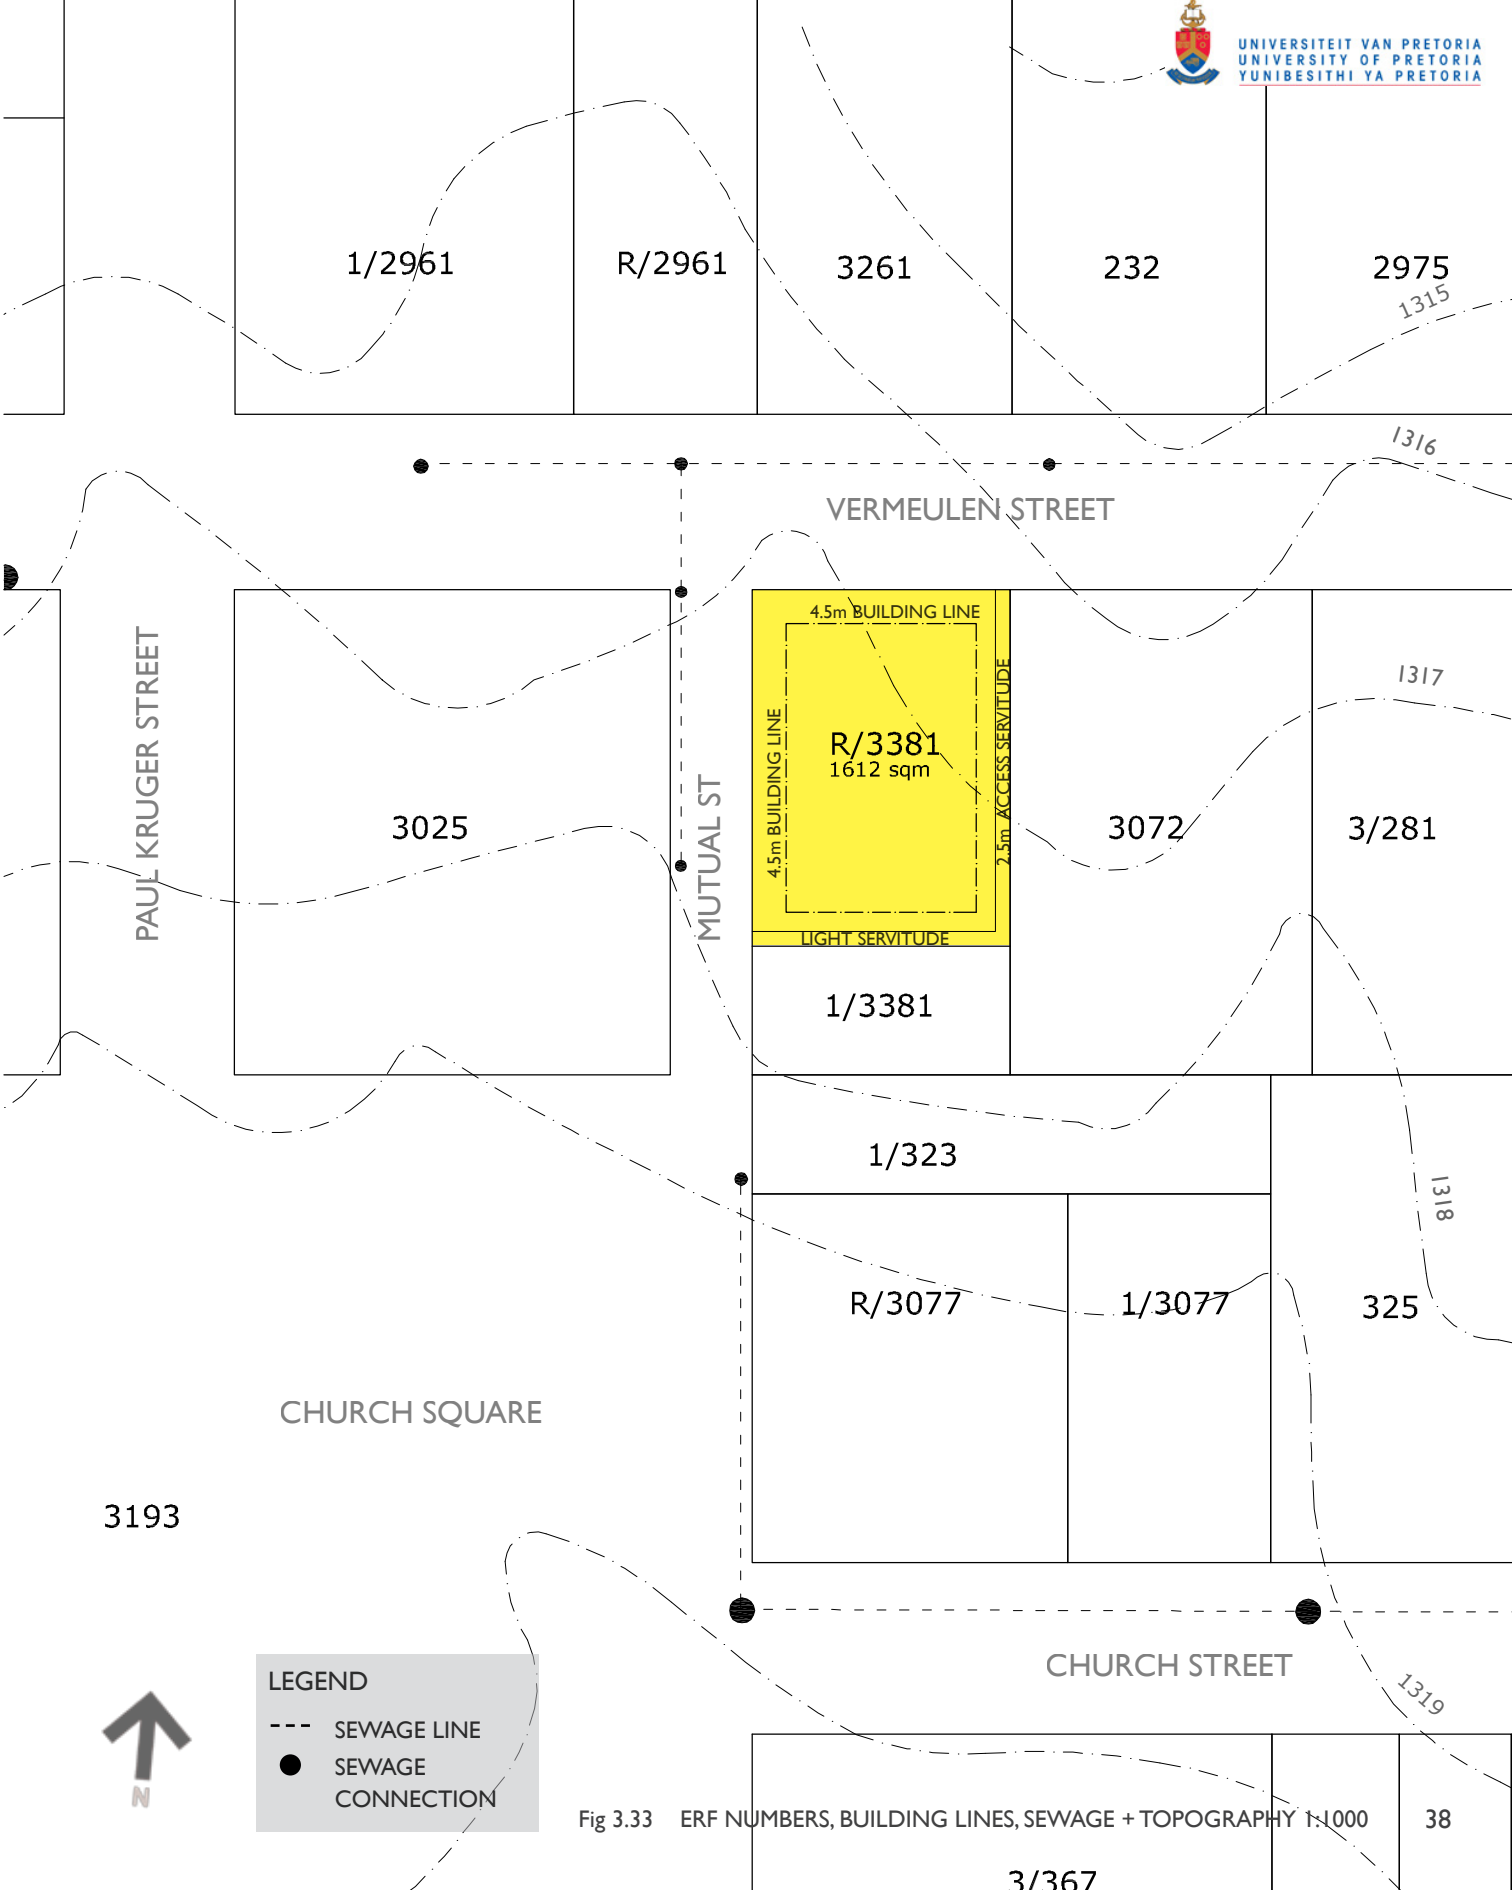 UNIVERSITEIT VAN PRETORIA
UNIVERSITY OF PRETORIA
YUNIBESITHI YA PRETORIA
1/2961
R/2961
3261
232
2975
1315
1316
VERMEULEN STREET
4.5m BUILDING LINE
PAUL KRUGER STREET
2.5m ACCESS SERVITUDE
1317
4.5m BUILDING LINE
R/3381
1612 sqm
MUTUAL ST
3025
3072
3/281
LIGHT SERVITUDE
1/3381
1/323
1318
R/3077
1/3077
325
CHURCH SQUARE
3193
CHURCH STREET
1319
LEGEND
--- SEWAGE LINE
SEWAGE
CONNECTION
N
Fig 3.33 ERF NUMBERS, BUILDING LINES, SEWAGE + TOPOGRAPHY 1:1000 38
3/367